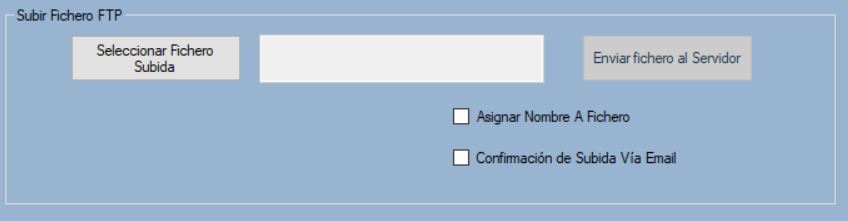 Subir Fichero FTP
Seleccionar Fichero
Subida
Enviar fichero al Servidor
Asignar Nombre A Fichero
Confirmación de Subida Vía Email